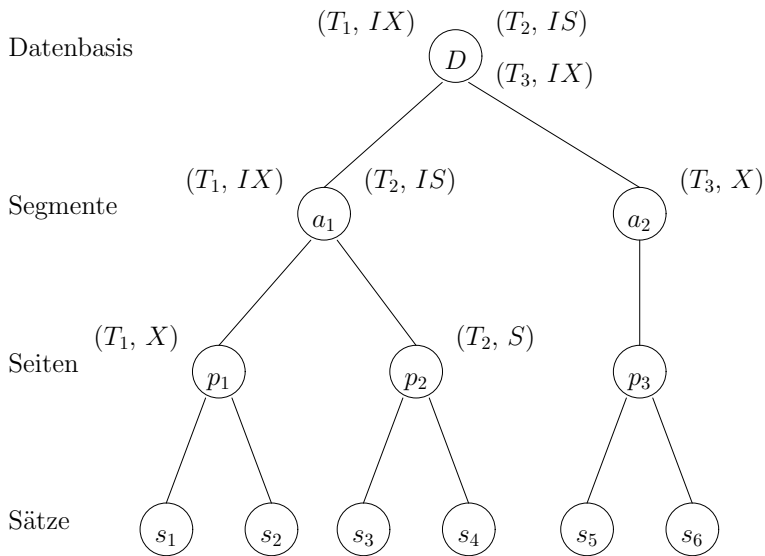 (T₁, IX) (T₂, IS)
Datenbasis D
(T₃, IX)
(T₁, IX) (T₂, IS) (T₃, X)
Segmente a₁ a₂
(T₁, X) (T₂, S)
Seiten p₁ p₂ p₃
Sätze s₁ s₂ s₃ s₄ s₅ s₆